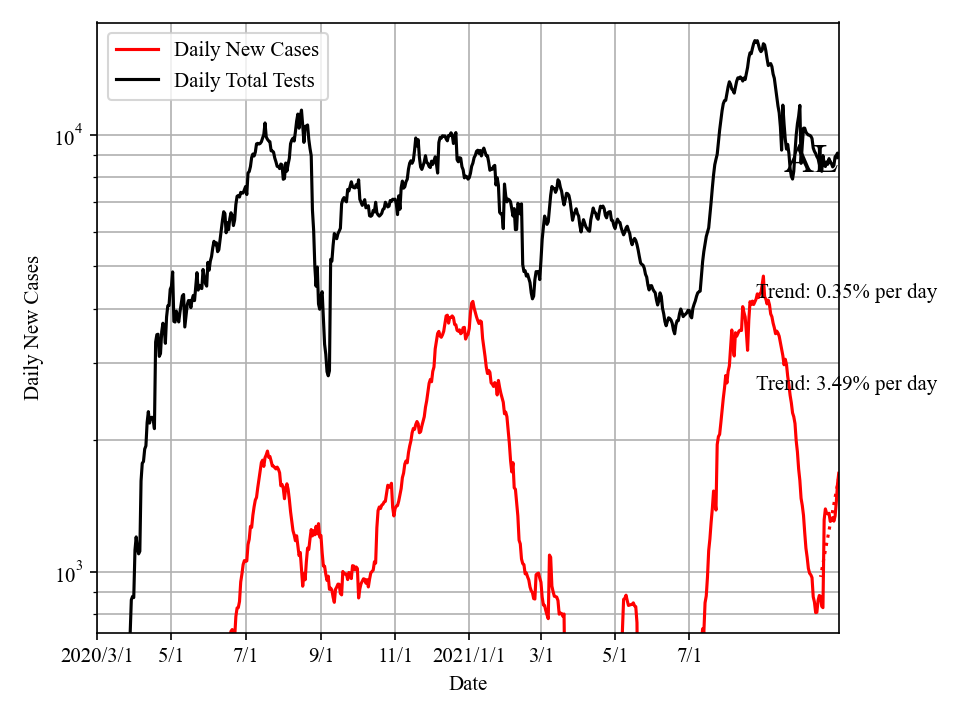 Daily New Cases
Daily Total Tests
10^4
AL
Trend: 0.35% per day
Daily New Cases
Trend: 3.49% per day
10^3
2020/3/1 5/1 7/1 9/1 11/1 2021/1/1 3/1 5/1 7/1
Date